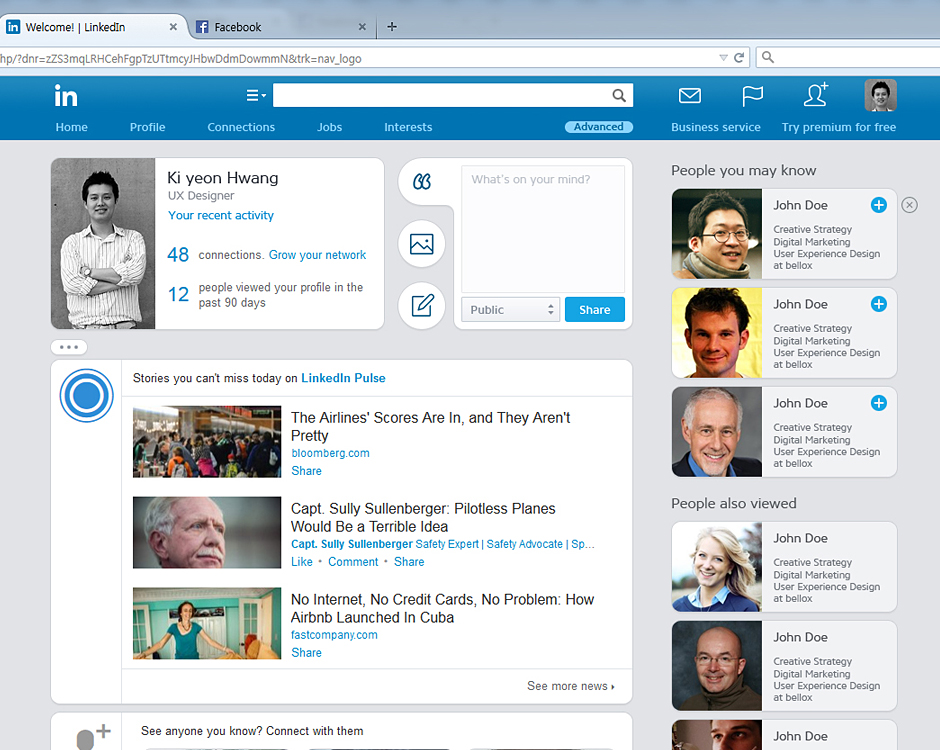 in Welcome! | LinkedIn
Facebook
hp/?dnr=zZS3mqLRHCehFgpTzUTtmcyJHbwDdmDowmmN&trk=nav_logo
in
Home Profile Connections Jobs Interests Advanced Business service Try premium for free
Ki yeon Hwang
UX Designer
Your recent activity
48 connections. Grow your network
12 people viewed your profile in the
past 90 days
What's on your mind?
Public Share
Stories you can't miss today on LinkedIn Pulse
The Airlines' Scores Are In, and They Aren't
Pretty
bloomberg.com
Share
Capt. Sully Sullenberger: Pilotless Planes
Would Be a Terrible Idea
Capt. Sully Sullenberger Safety Expert | Safety Advocate | Sp...
Like • Comment • Share
No Internet, No Credit Cards, No Problem: How
Airbnb Launched In Cuba
fastcompany.com
Share
See more news
See anyone you know? Connect with them
People you may know
John Doe
Creative Strategy
Digital Marketing
User Experience Design
at bellox
John Doe
Creative Strategy
Digital Marketing
User Experience Design
at bellox
John Doe
Creative Strategy
Digital Marketing
User Experience Design
at bellox
People also viewed
John Doe
Creative Strategy
Digital Marketing
User Experience Design
at bellox
John Doe
Creative Strategy
Digital Marketing
User Experience Design
at bellox
John Doe